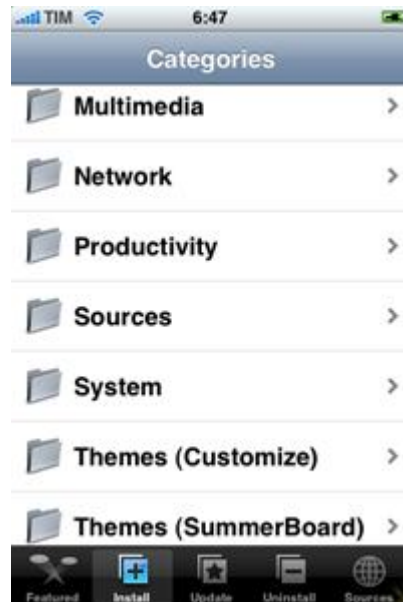 TIM 6:47
Categories
Multimedia
Network
Productivity
Sources
System
Themes (Customize)
Themes (SummerBoard)
Featured Install Update Uninstall Sources